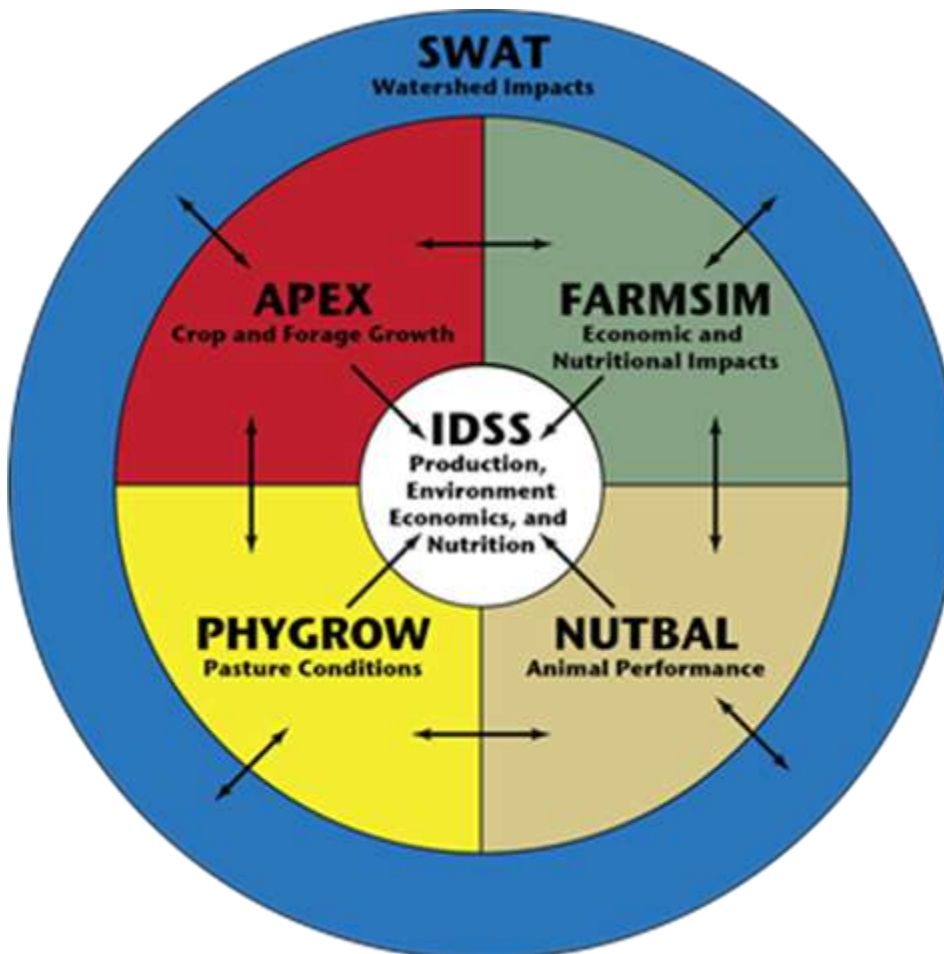 SWAT
Watershed Impacts
APEX
Crop and Forage Growth
FARMSIM
Economic and
Nutritional Impacts
IDSS
Production,
Environment
Economics, and
Nutrition
PHYGROW
Pasture Conditions
NUTBAL
Animal Performance